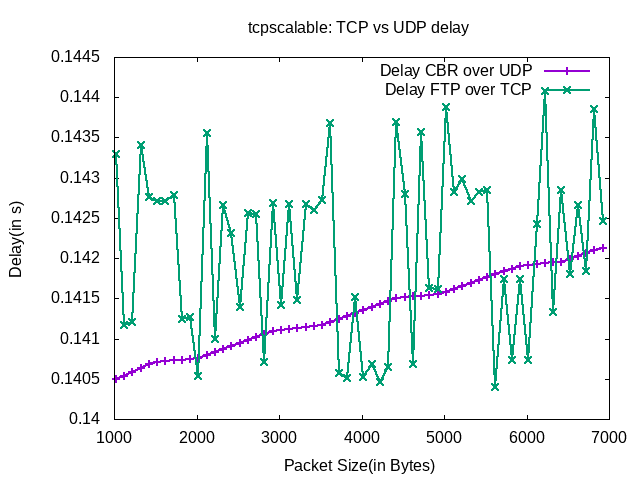 tcpscalable: TCP vs UDP delay
Delay CBR over UDP
Delay FTP over TCP
0.1445
0.144
0.1435
0.143
0.1425
0.142
0.1415
0.141
0.1405
0.14
Delay(in s)
1000 2000 3000 4000 5000 6000 7000
Packet Size(in Bytes)